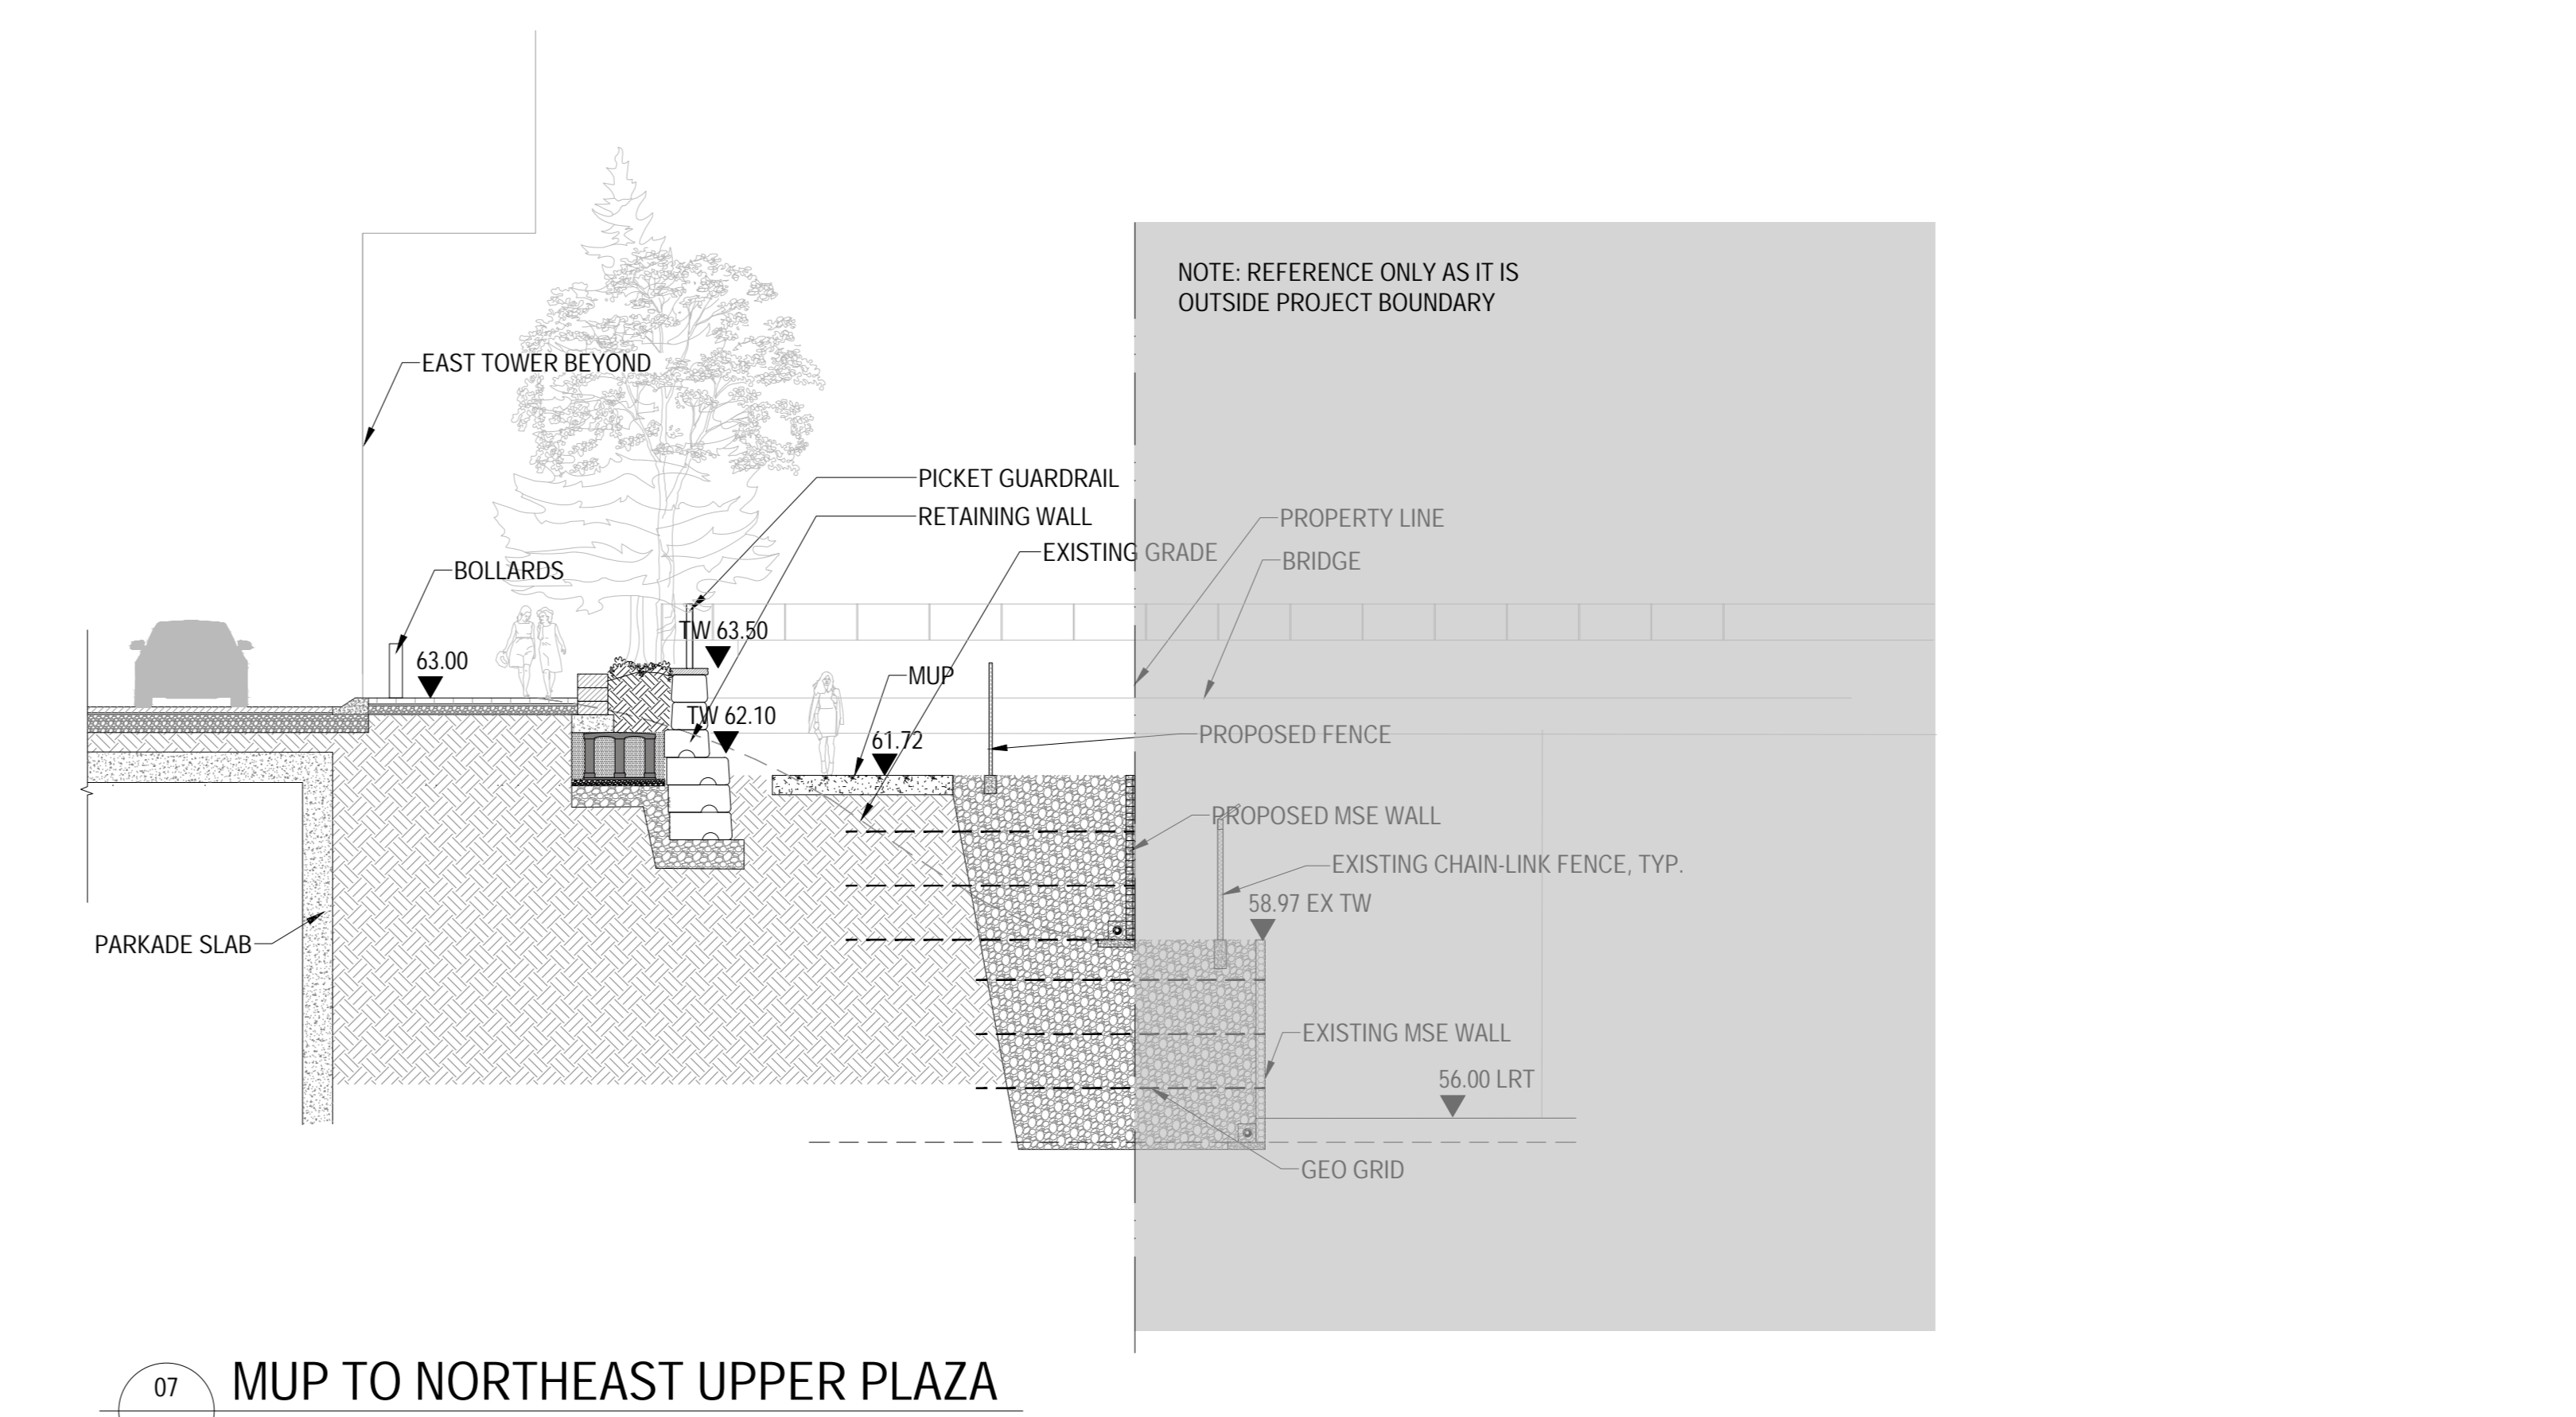 NOTE: REFERENCE ONLY AS IT IS
OUTSIDE PROJECT BOUNDARY
EAST TOWER BEYOND
PICKET GUARDRAIL
RETAINING WALL
PROPERTY LINE
EXISTING GRADE
BRIDGE
BOLLARDS
TW 63.50
63.00
MUP
TW 62.10
61.72
PROPOSED FENCE
PROPOSED MSE WALL
EXISTING CHAIN-LINK FENCE, TYP.
58.97 EX TW
PARKADE SLAB
EXISTING MSE WALL
56.00 LRT
GEO GRID
07
MUP TO NORTHEAST UPPER PLAZA